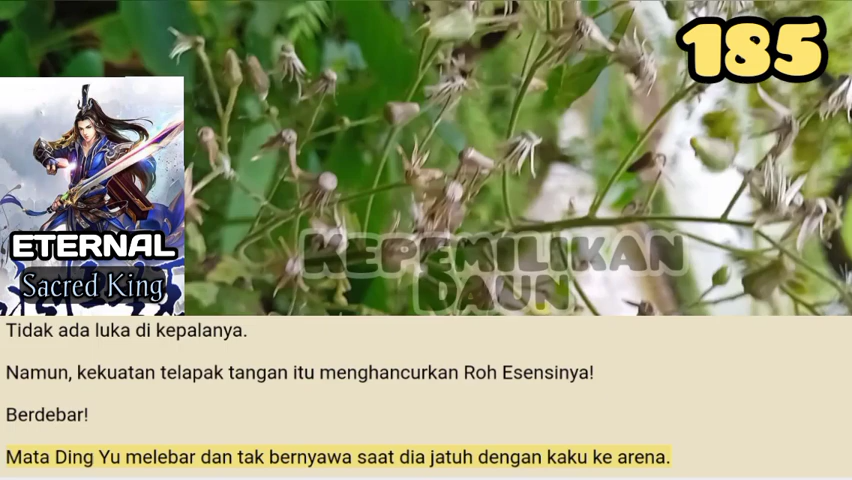 185
ETERNAL
Sacred King
KEPEMILIKAN
DAUN
Tidak ada luka di kepalanya.
Namun, kekuatan telapak tangan itu menghancurkan Roh Esensinya!
Berdebar!
Mata Ding Yu melebar dan tak bernyawa saat dia jatuh dengan kaku ke arena.